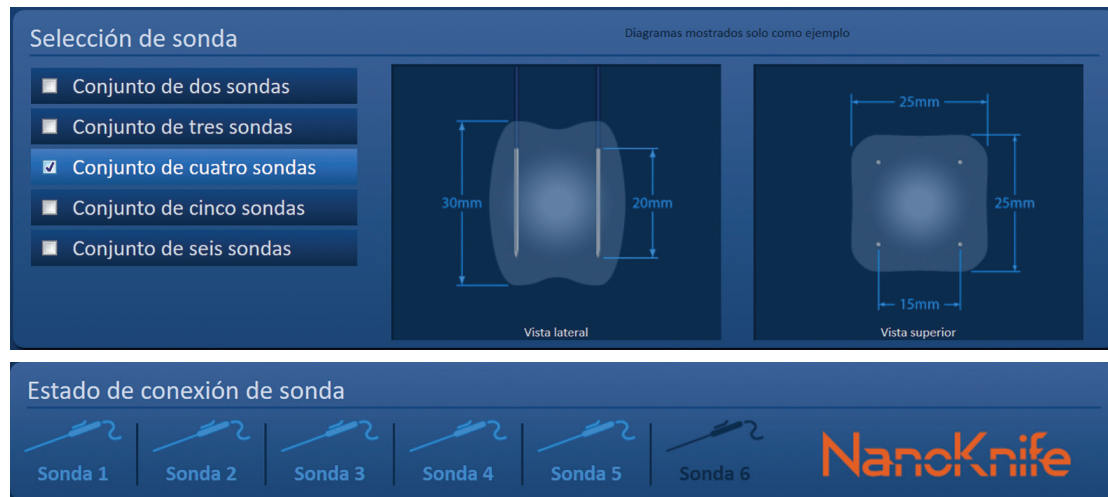 Selección de sonda
Diagramas mostrados solo como ejemplo
Conjunto de dos sondas
Conjunto de tres sondas
Conjunto de cuatro sondas
Conjunto de cinco sondas
Conjunto de seis sondas
30mm
20mm
Vista lateral
25mm
25mm
15mm
Vista superior
Estado de conexión de sonda
Sonda 1
Sonda 2
Sonda 3
Sonda 4
Sonda 5
Sonda 6
NanoKnife